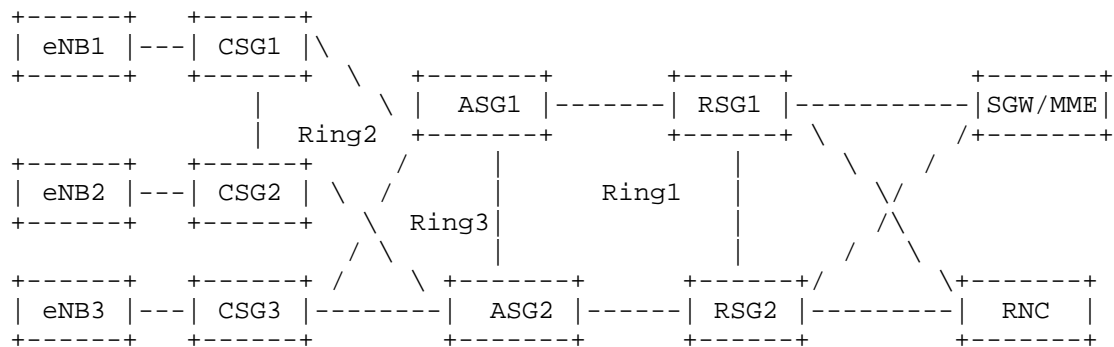 eNB1 CSG1
ASG1 RSG1 SGW/MME
Ring2
eNB2 CSG2 Ring1
Ring3
eNB3 CSG3 ASG2 RSG2 RNC